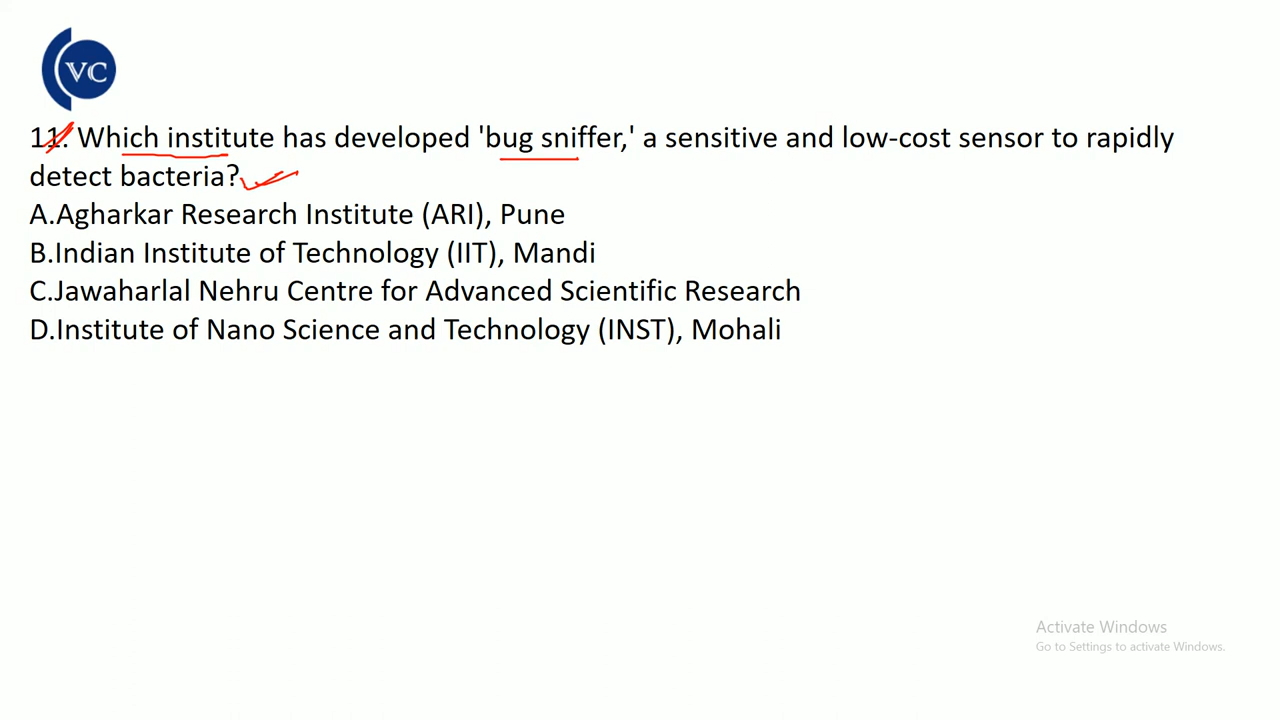 VC
11. Which institute has developed 'bug sniffer,' a sensitive and low-cost sensor to rapidly
detect bacteria?
A.Agharkar Research Institute (ARI), Pune
B.Indian Institute of Technology (IIT), Mandi
C.Jawaharlal Nehru Centre for Advanced Scientific Research
D.Institute of Nano Science and Technology (INST), Mohali
Activate Windows
Go to Settings to activate Windows.